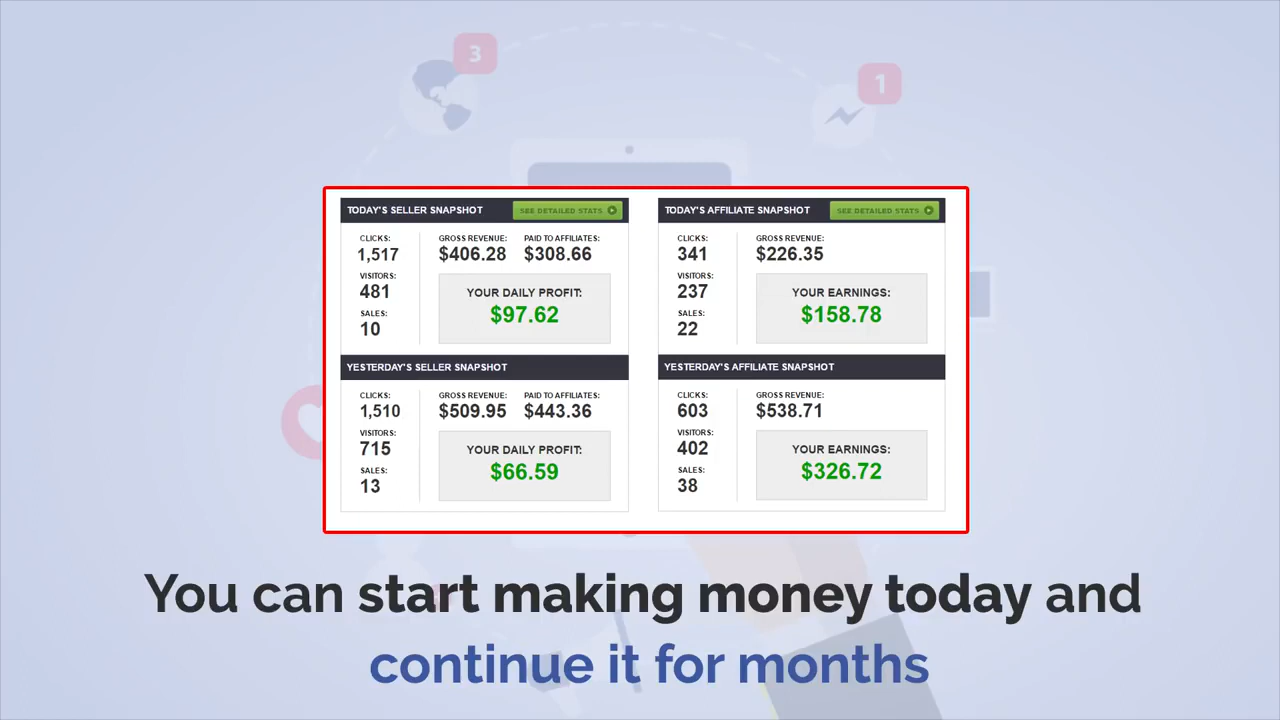 3
1
TODAY'S SELLER SNAPSHOT
SEE DETAILED STATS
CLICKS:
1,517
VISITORS:
481
SALES:
10
GROSS REVENUE:
$406.28
PAID TO AFFILIATES:
$308.66
YOUR DAILY PROFIT:
$97.62
TODAY'S AFFILIATE SNAPSHOT
SEE DETAILED STATS
CLICKS:
341
VISITORS:
237
SALES:
22
GROSS REVENUE:
$226.35
YOUR EARNINGS:
$158.78
YESTERDAY'S SELLER SNAPSHOT
CLICKS:
1,510
VISITORS:
715
SALES:
13
GROSS REVENUE:
$509.95
PAID TO AFFILIATES:
$443.36
YOUR DAILY PROFIT:
$66.59
YESTERDAY'S AFFILIATE SNAPSHOT
CLICKS:
603
VISITORS:
402
SALES:
38
GROSS REVENUE:
$538.71
YOUR EARNINGS:
$326.72
You can start making money today and
continue it for months